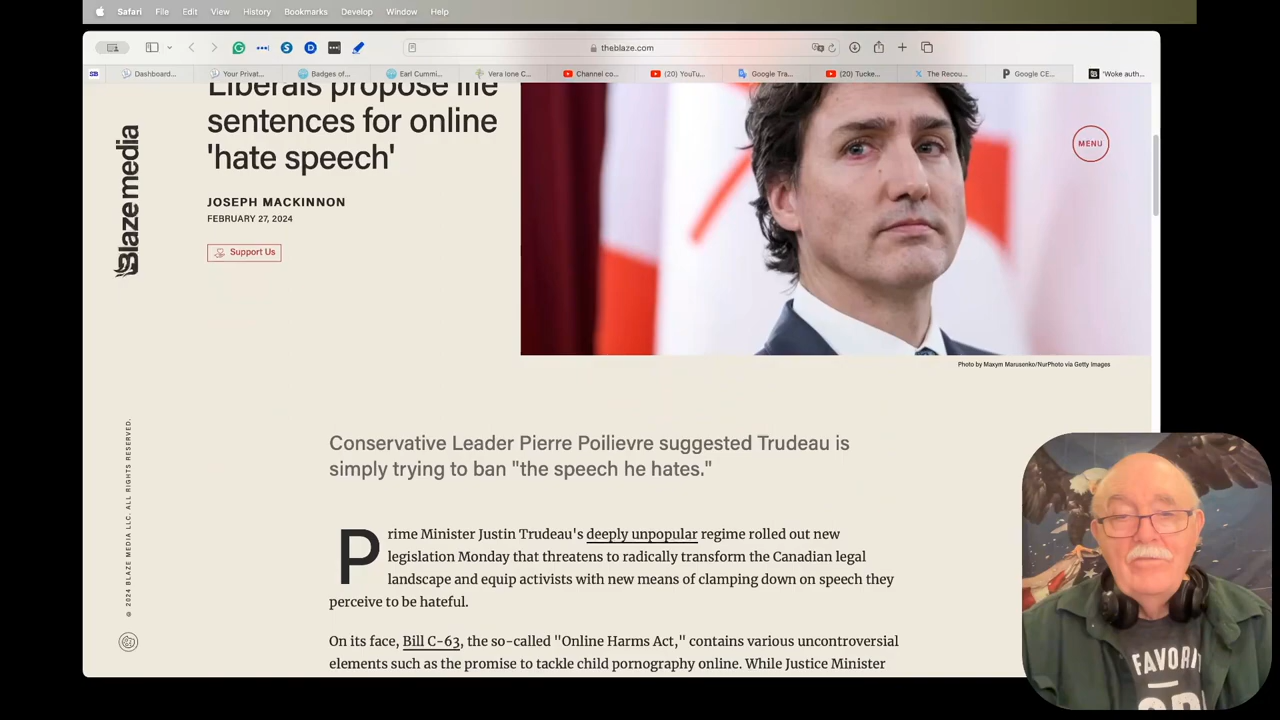 Safari File Edit View History Bookmarks Develop Window Help
theblaze.com
SB Dashboard... Your Privat... Badges of... Earl Cummi... Vera Ione C... Channel co... (20) YouTu... Google Tra... (20) Tucke... The Recou... Google CE... 'Woke auth...
Blaze media
© 2024 BLAZE MEDIA LLC. ALL RIGHTS RESERVED.
MENU
Liberals propose life
sentences for online
'hate speech'
JOSEPH MACKINNON
FEBRUARY 27, 2024
Support Us
Photo by Maxym Marusenko/NurPhoto via Getty Images
Conservative Leader Pierre Poilievre suggested Trudeau is
simply trying to ban "the speech he hates."
Prime Minister Justin Trudeau's deeply unpopular regime rolled out new
legislation Monday that threatens to radically transform the Canadian legal
landscape and equip activists with new means of clamping down on speech they
perceive to be hateful.
On its face, Bill C-63, the so-called "Online Harms Act," contains various uncontroversial
elements such as the promise to tackle child pornography online. While Justice Minister
FAVORI